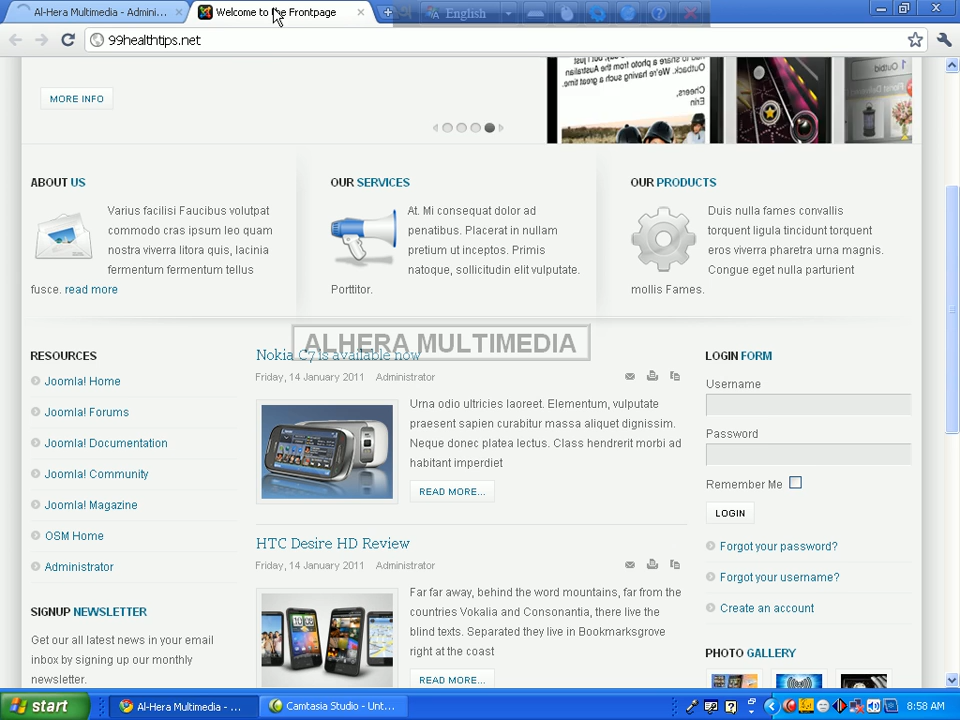 Al-Hera Multimedia - Admini...
Welcome to the Frontpage
English
99healthtips.net
MORE INFO
Cheers,
Erin
Outbid
ABOUT US
Varius facilisi Faucibus volutpat
commodo cras ipsum leo quam
nostra viverra litora quis, lacinia
fermentum fermentum tellus
fusce. read more
OUR SERVICES
At. Mi consequat dolor ad
penatibus. Placerat in nullam
pretium ut inceptos. Primis
natoque, sollicitudin elit vulputate.
Porttitor.
OUR PRODUCTS
Duis nulla fames convallis
torquent ligula tincidunt torquent
eros viverra pharetra urna magnis.
Congue eget nulla parturient
mollis Fames.
ALHERA MULTIMEDIA
RESOURCES
Joomla! Home
Joomla! Forums
Joomla! Documentation
Joomla! Community
Joomla! Magazine
OSM Home
Administrator
SIGNUP NEWSLETTER
Get our all latest news in your email
inbox by signing up our monthly
newsletter.
Nokia C7 is available now
Friday, 14 January 2011 Administrator
Urna odio ultricies laoreet. Elementum, vulputate
praesent sapien curabitur massa aliquet dignissim.
Neque donec platea lectus. Class hendrerit morbi ad
habitant imperdiet
READ MORE...
HTC Desire HD Review
Friday, 14 January 2011 Administrator
Far far away, behind the word mountains, far from the
countries Vokalia and Consonantia, there live the
blind texts. Separated they live in Bookmarksgrove
right at the coast
READ MORE...
LOGIN FORM
Username
Password
Remember Me
LOGIN
Forgot your password?
Forgot your username?
Create an account
PHOTO GALLERY
start
Al-Hera Multimedia - ...
Camtasia Studio - Unt...
8:58 AM